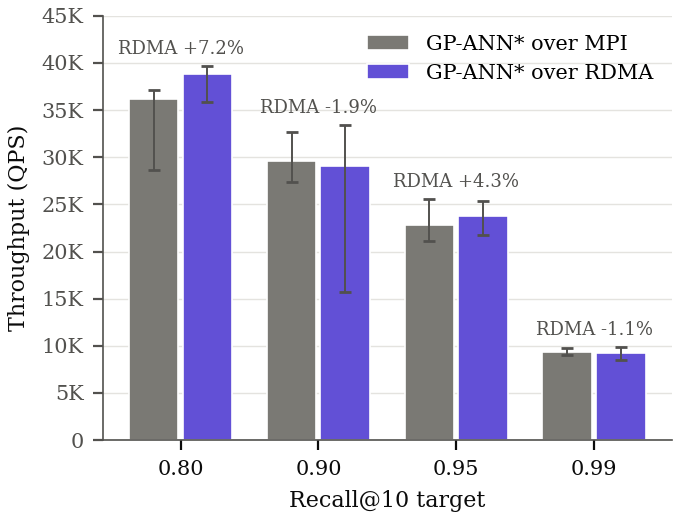 45K
40K
35K
30K
25K
20K
15K
10K
5K
0
Throughput (QPS)
GP-ANN* over MPI
GP-ANN* over RDMA
RDMA +7.2%
RDMA -1.9%
RDMA +4.3%
RDMA -1.1%
0.80
0.90
0.95
0.99
Recall@10 target